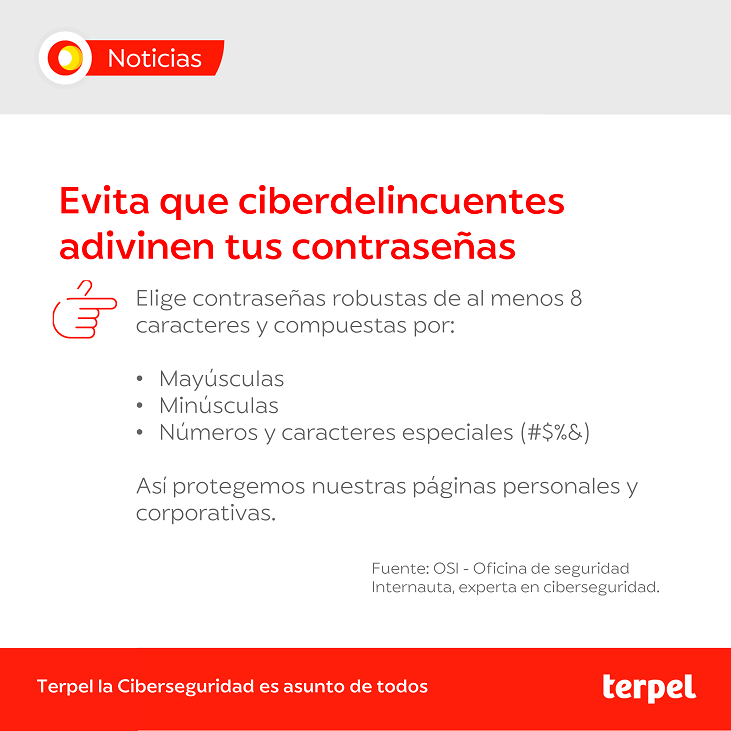 Noticias
Evita que ciberdelincuentes
adivinen tus contraseñas
Elige contraseñas robustas de al menos 8
caracteres y compuestas por:
• Mayúsculas
• Minúsculas
• Números y caracteres especiales (#$%&)
Así protegemos nuestras páginas personales y
corporativas.
Fuente: OSI - Oficina de seguridad
Internauta, experta en ciberseguridad.
Terpel la Ciberseguridad es asunto de todos
terpel